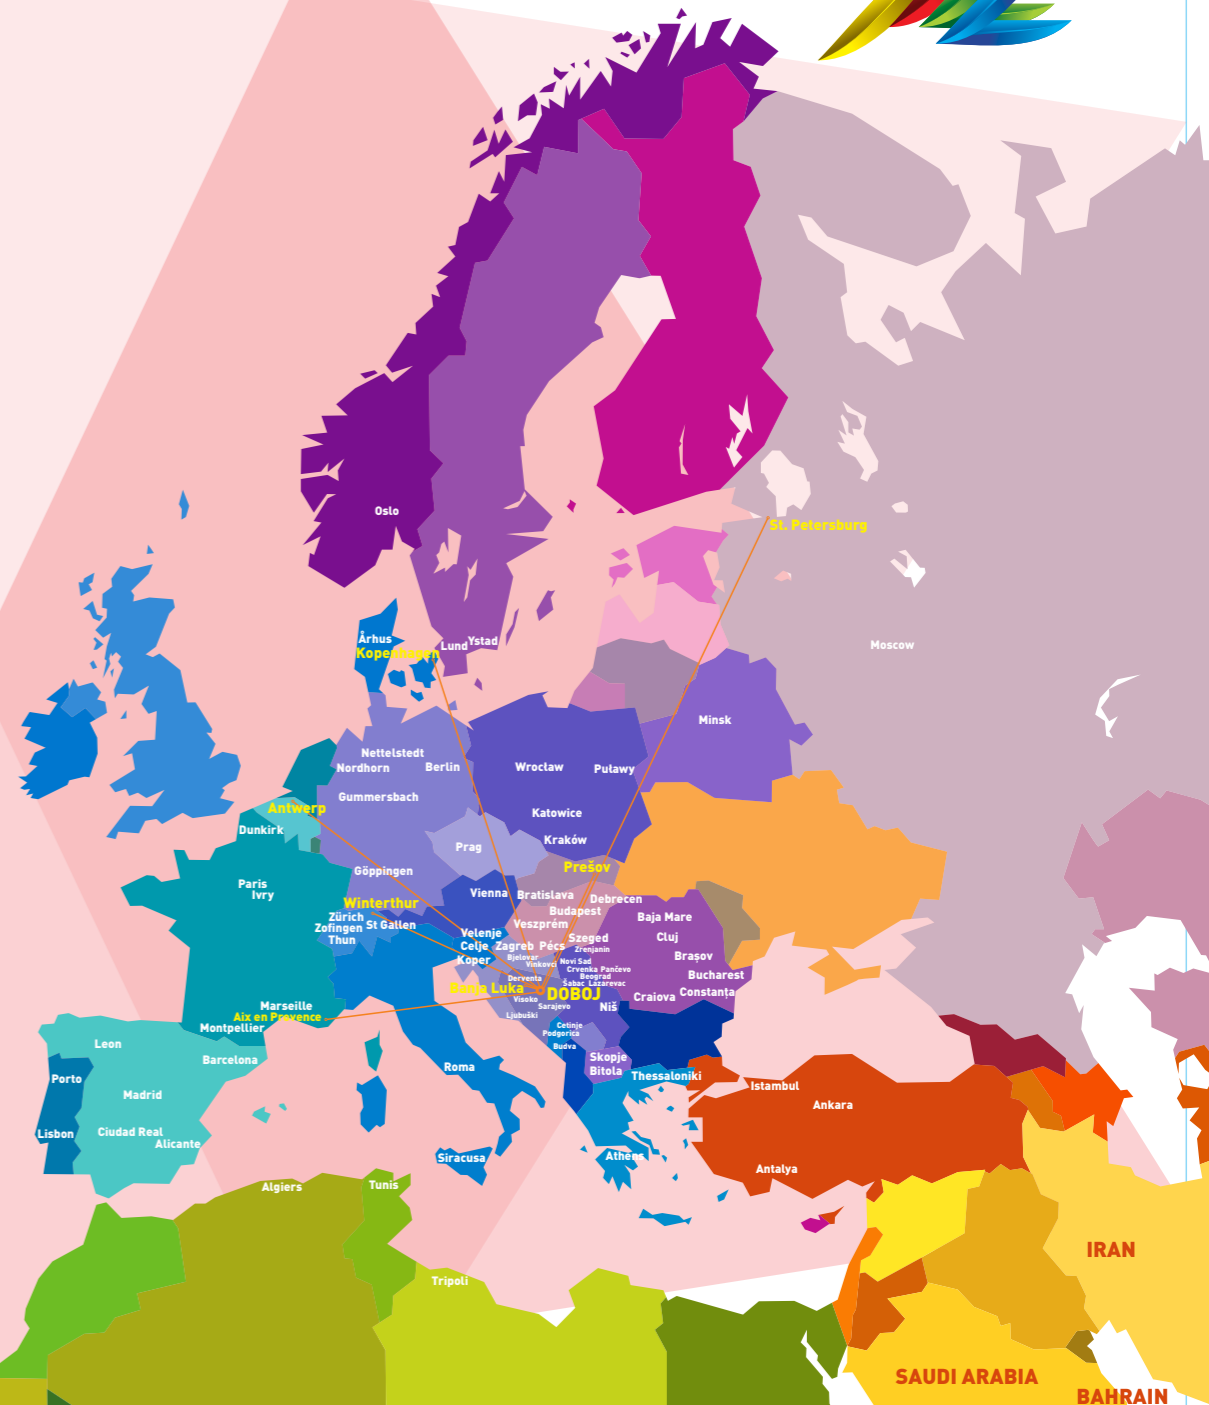 Oslo
St. Petersburg
Århus
Kopenhagen
Lund
Ystad
Moscow
Minsk
Nettelstedt
Nordhorn
Berlin
Wrocław
Puławy
Gummersbach
Antwerp
Katowice
Dunkirk
Kraków
Prag
Göppingen
Prešov
Paris
Ivry
Vienna
Bratislava
Debrecen
Winterthur
Budapest
Zürich
St Gallen
Veszprém
Baja Mare
Zofingen
Thun
Velenje
Szeged
Cluj
Celje
Zagreb
Pécs
Zrenjanin
Koper
Bjelovar
Vinkovci
Novi Sad
Brașov
Crvenka
Pančevo
Beograd
Bucharest
Derventa
Šabac
Lazarevac
Banja Luka
DOBOJ
Craiova
Constanța
Visoko
Sarajevo
Niš
Marseille
Aix en Provence
Ljubuški
Montpellier
Cetinje
Podgorica
Budva
Leon
Barcelona
Roma
Skopje
Bitola
Thessaloniki
Porto
Madrid
Istambul
Ankara
Lisbon
Ciudad Real
Alicante
Siracusa
Athens
Antalya
Algiers
Tunis
Tripoli
IRAN
SAUDI ARABIA
BAHRAIN